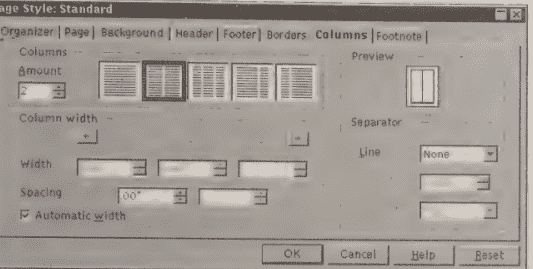 age Style: Standard
Organizer | Page | Background | Header | Footer | Borders | Columns | Footnote |
Columns
Preview
Amount
2
Column width
Separator
Line
None
Width
Spacing
.00"
Automatic width
OK
Cancel
Help
Reset